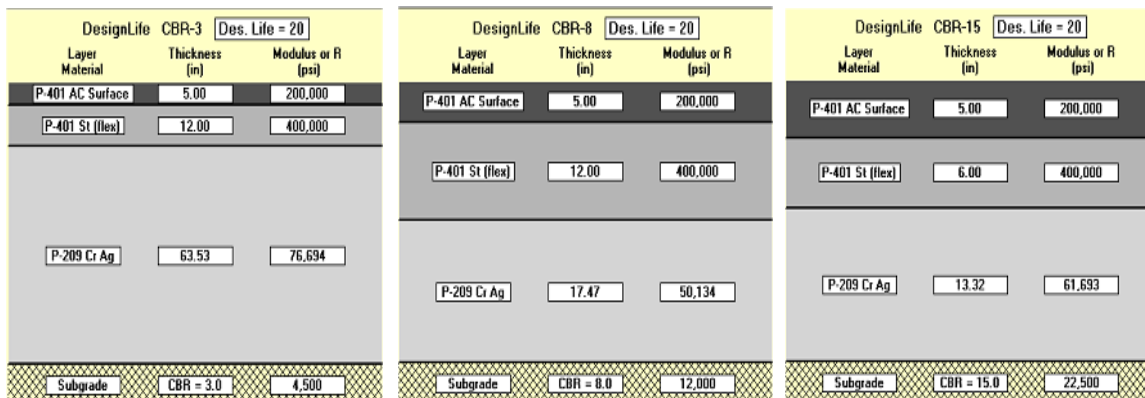 DesignLife CBR-3 Des. Life = 20
Layer Material Thickness (in) Modulus or R (psi)
P-401 AC Surface 5.00 200,000
P-401 St (flex) 12.00 400,000
P-209 Cr Ag 63.53 76,694
Subgrade CBR = 3.0 4,500
DesignLife CBR-8 Des. Life = 20
Layer Material Thickness (in) Modulus or R (psi)
P-401 AC Surface 5.00 200,000
P-401 St (flex) 12.00 400,000
P-209 Cr Ag 17.47 50,134
Subgrade CBR = 8.0 12,000
DesignLife CBR-15 Des. Life = 20
Layer Material Thickness (in) Modulus or R (psi)
P-401 AC Surface 5.00 200,000
P-401 St (flex) 6.00 400,000
P-209 Cr Ag 13.32 61,693
Subgrade CBR = 15.0 22,500